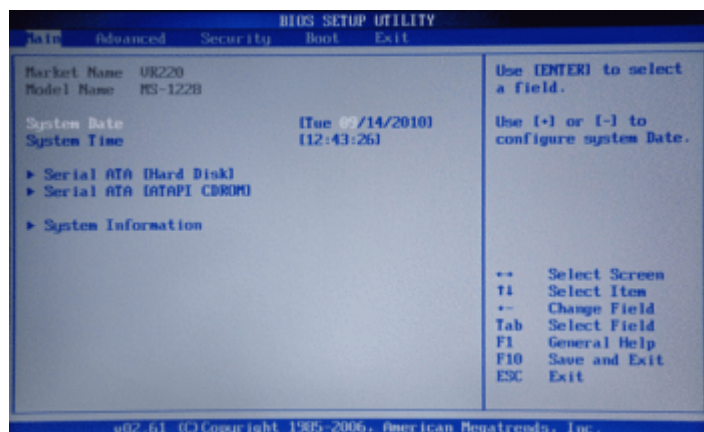 BIOS SETUP UTILITY
Main Advanced Security Boot Exit
Market Name VR220
Model Name MS-122B
System Date [Tue 09/14/2010]
System Time [12:43:26]
▶ Serial ATA [Hard Disk]
▶ Serial ATA [ATAPI CDROM]
▶ System Information
Use [ENTER] to select
a field.
Use [+] or [-] to
configure system Date.
←→ Select Screen
↑↓ Select Item
+- Change Field
Tab Select Field
F1 General Help
F10 Save and Exit
ESC Exit
v02.61 (C)Copyright 1985-2006, American Megatrends, Inc.